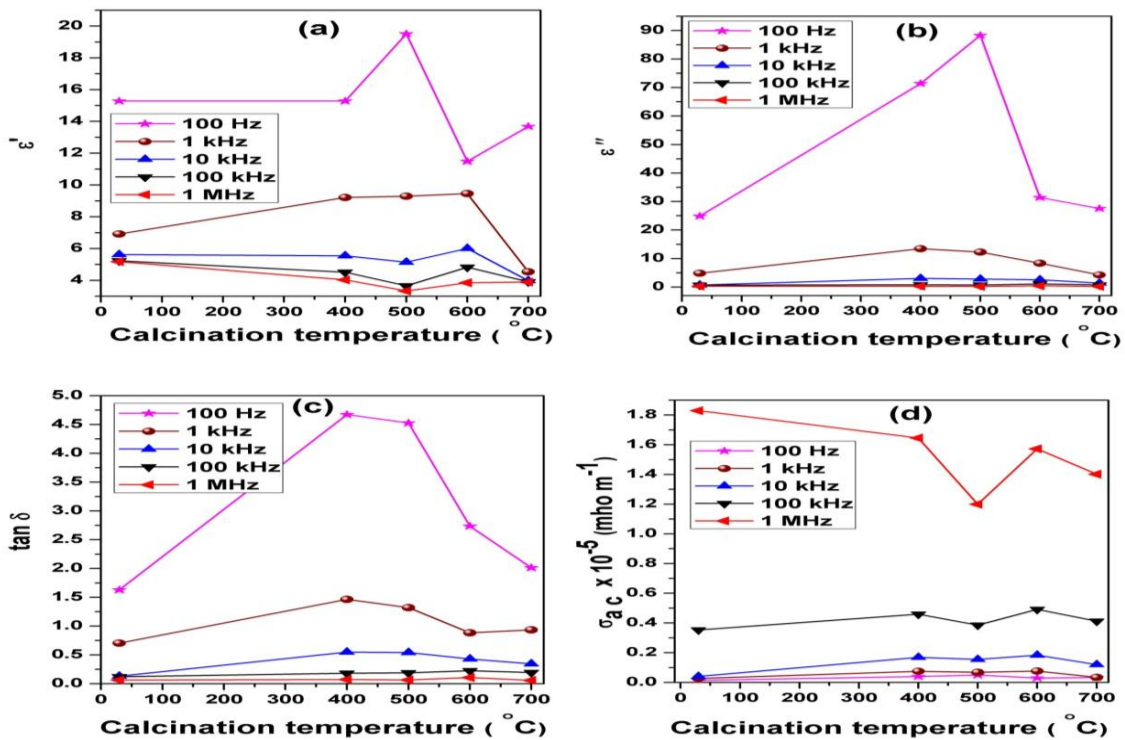 (a)
20
18
16
14
12
10
8
6
4
ε'
100 Hz
1 kHz
10 kHz
100 kHz
1 MHz
0 100 200 300 400 500 600 700
Calcination temperature ( °C)
(b)
90
80
70
60
50
40
30
20
10
0
ε″
100 Hz
1 kHz
10 kHz
100 kHz
1 MHz
0 100 200 300 400 500 600 700
Calcination temperature ( °C)
(c)
5.0
4.5
4.0
3.5
3.0
2.5
2.0
1.5
1.0
0.5
0.0
tan δ
100 Hz
1 kHz
10 kHz
100 kHz
1 MHz
0 100 200 300 400 500 600 700
Calcination temperature ( °C)
(d)
1.8
1.6
1.4
1.2
1.0
0.8
0.6
0.4
0.2
0.0
σac x 10⁻⁵ (mho m⁻¹)
100 Hz
1 kHz
10 kHz
100 kHz
1 MHz
0 100 200 300 400 500 600 700
Calcination temperature ( °C)